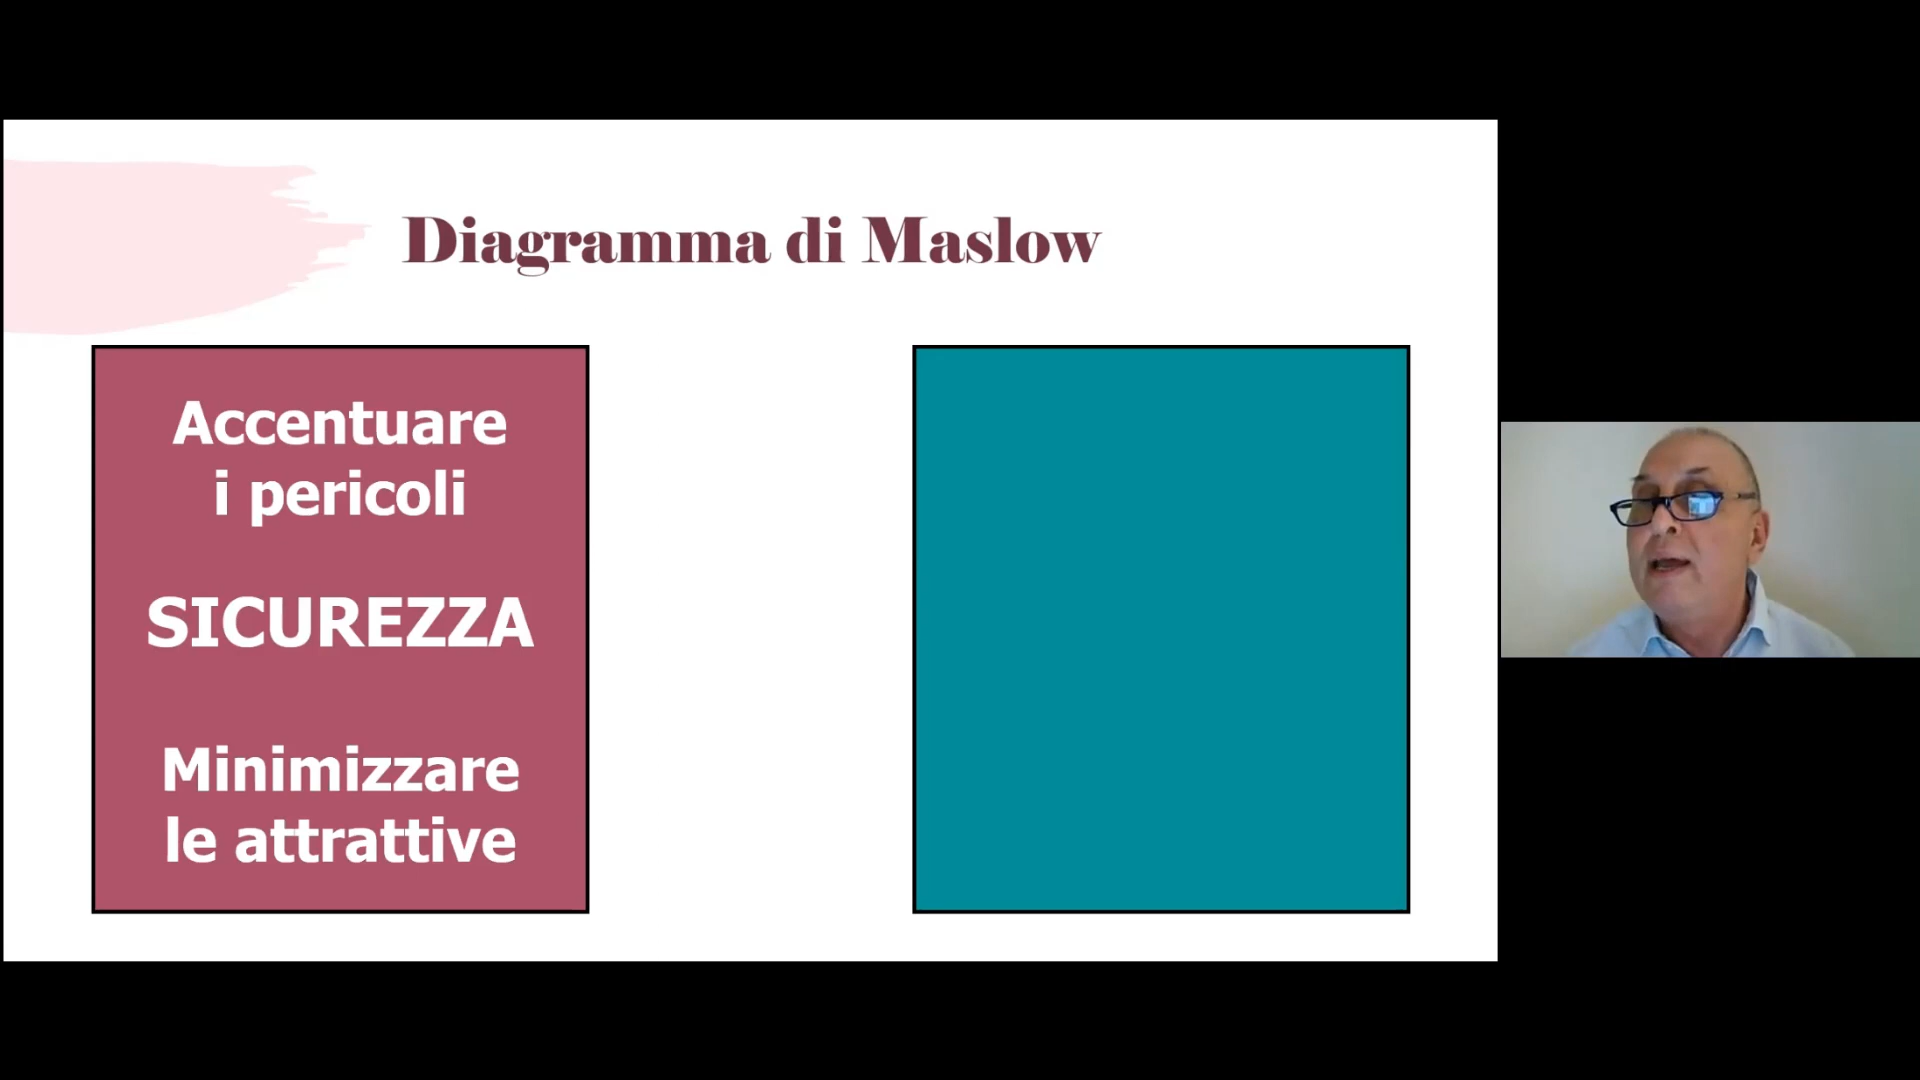 Diagramma di Maslow
Accentuare
i pericoli
SICUREZZA
Minimizzare
le attrattive